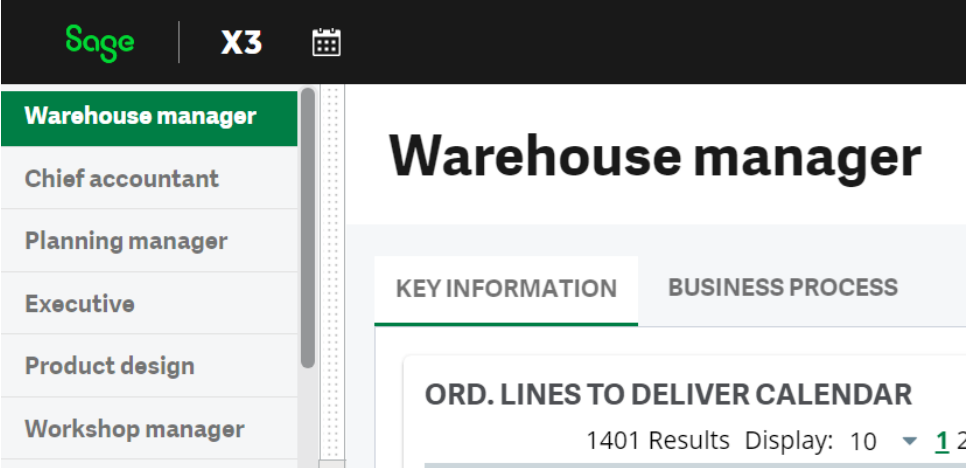 Sage X3
Warehouse manager
Chief accountant
Planning manager
Executive
Product design
Workshop manager
Warehouse manager
KEY INFORMATION BUSINESS PROCESS
ORD. LINES TO DELIVER CALENDAR
1401 Results Display: 10 1 2